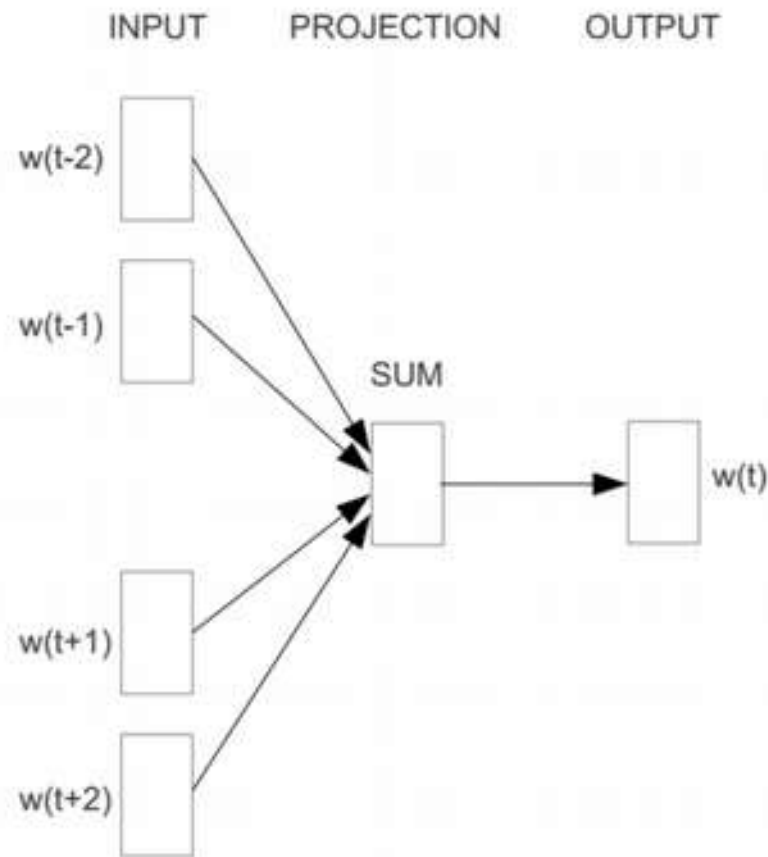 INPUT PROJECTION OUTPUT
w(t-2)
w(t-1)
SUM
w(t)
w(t+1)
w(t+2)